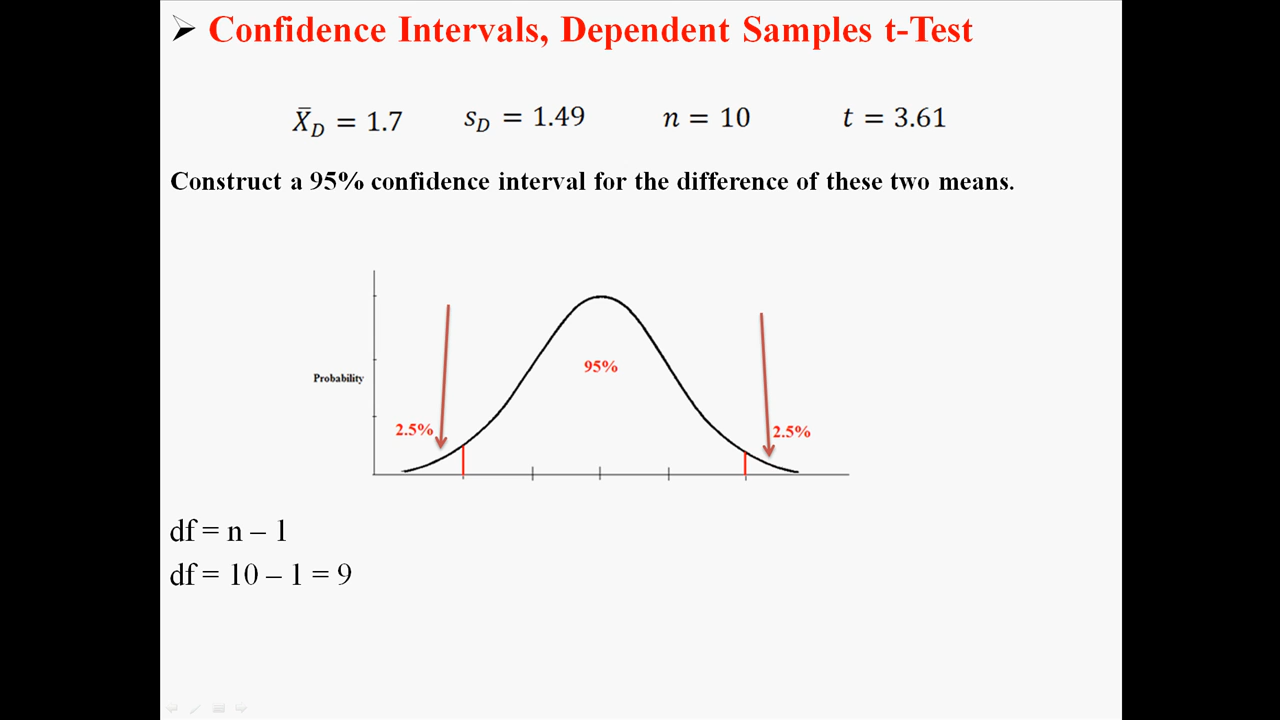 ➢ Confidence Intervals, Dependent Samples t-Test
X̄_D = 1.7 s_D = 1.49 n = 10 t = 3.61
Construct a 95% confidence interval for the difference of these two means.
95%
Probability
2.5% 2.5%
df = n – 1
df = 10 – 1 = 9